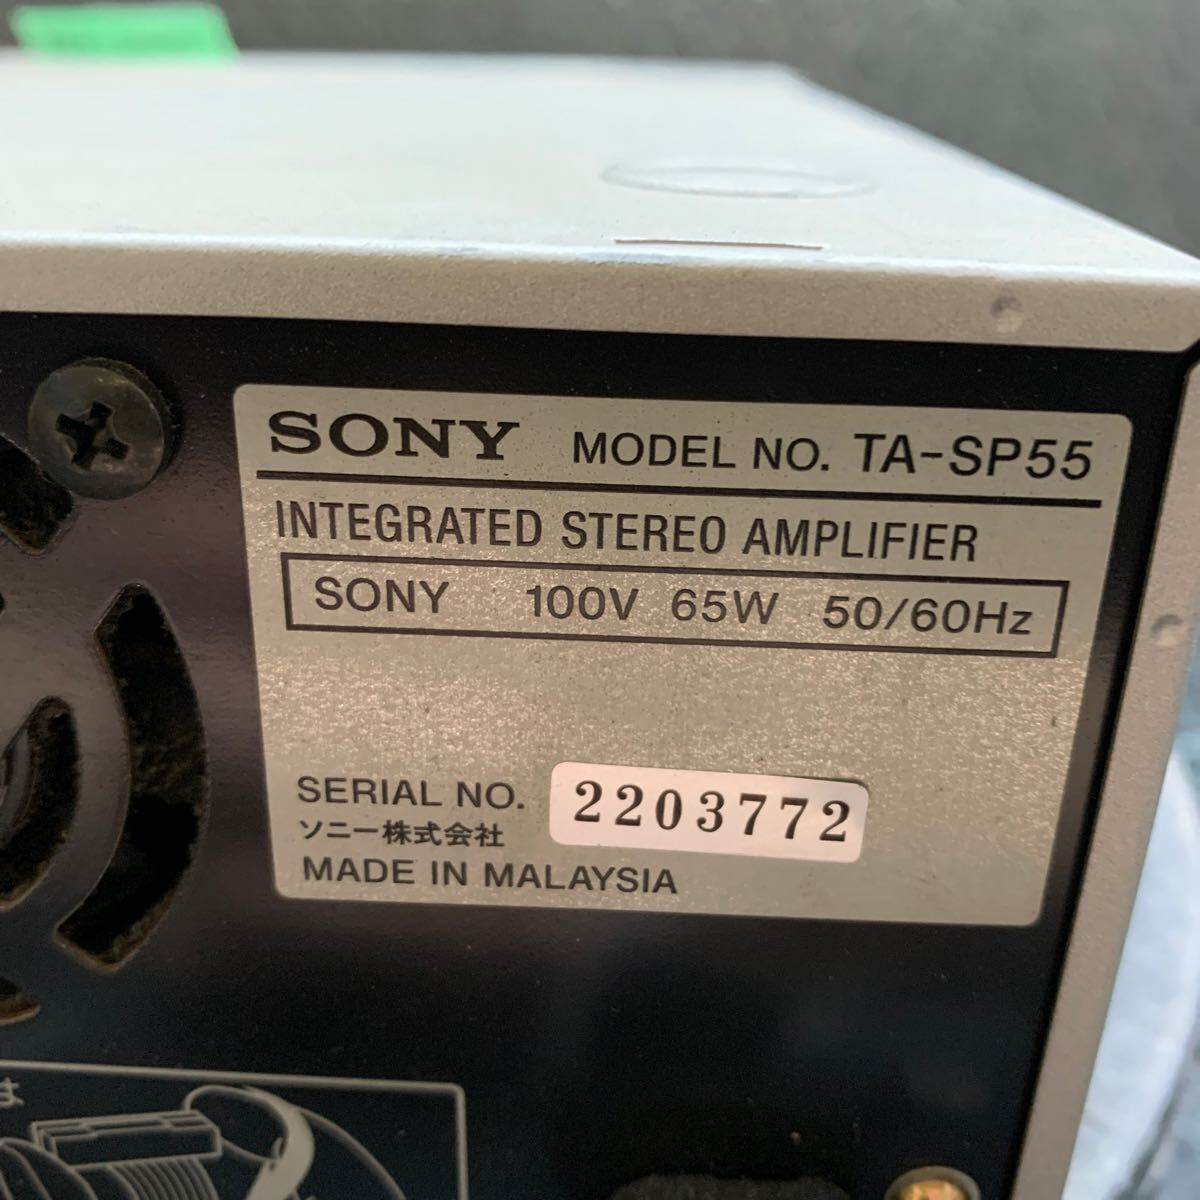 SONY MODEL NO. TA-SP55
INTEGRATED STEREO AMPLIFIER
SONY 100V 65W 50/60Hz
SERIAL NO. 2203772
ソニー株式会社
MADE IN MALAYSIA
は